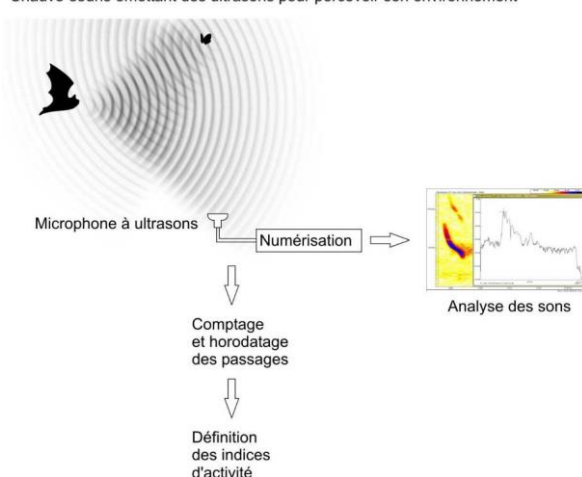 Chauve-souris émettant des ultrasons pour percevoir son environnement
Microphone à ultrasons
Numérisation
Analyse des sons
Comptage
et horodatage
des passages
Définition
des indices
d'activité